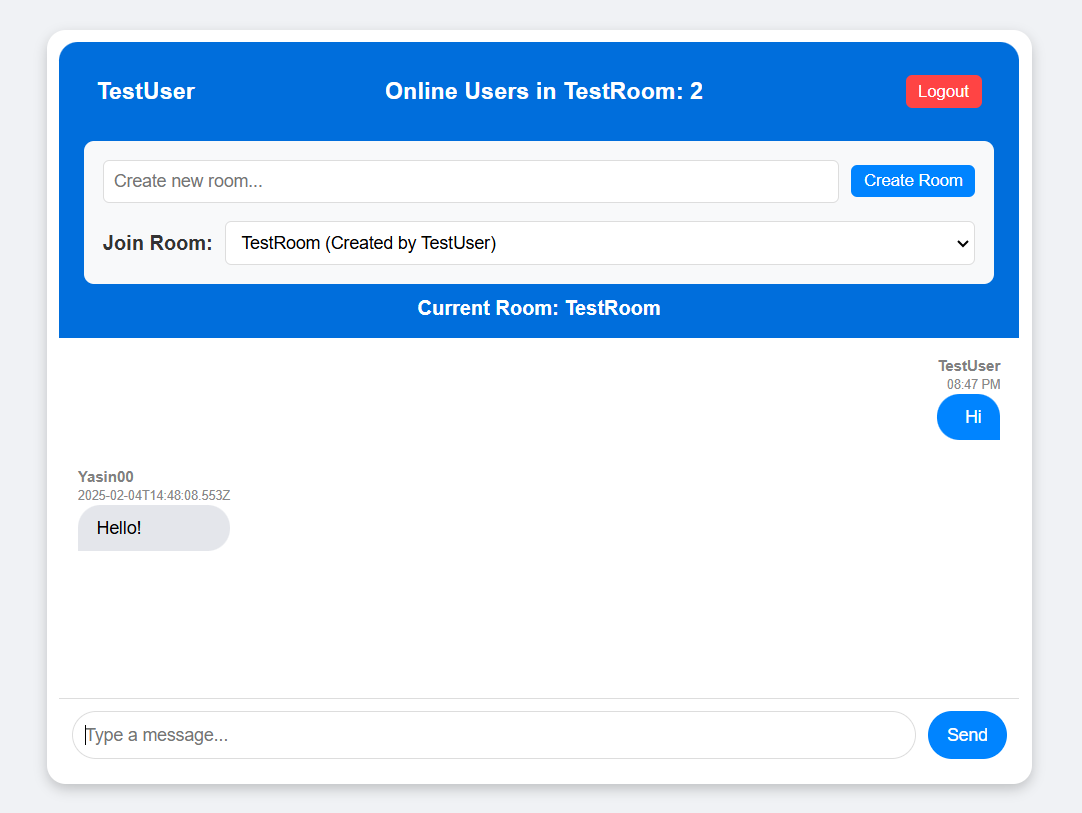 TestUser
Online Users in TestRoom: 2
Logout
Create new room...
Create Room
Join Room:
TestRoom (Created by TestUser)
Current Room: TestRoom
TestUser
08:47 PM
Hi
Yasin00
2025-02-04T14:48:08.553Z
Hello!
Type a message...
Send